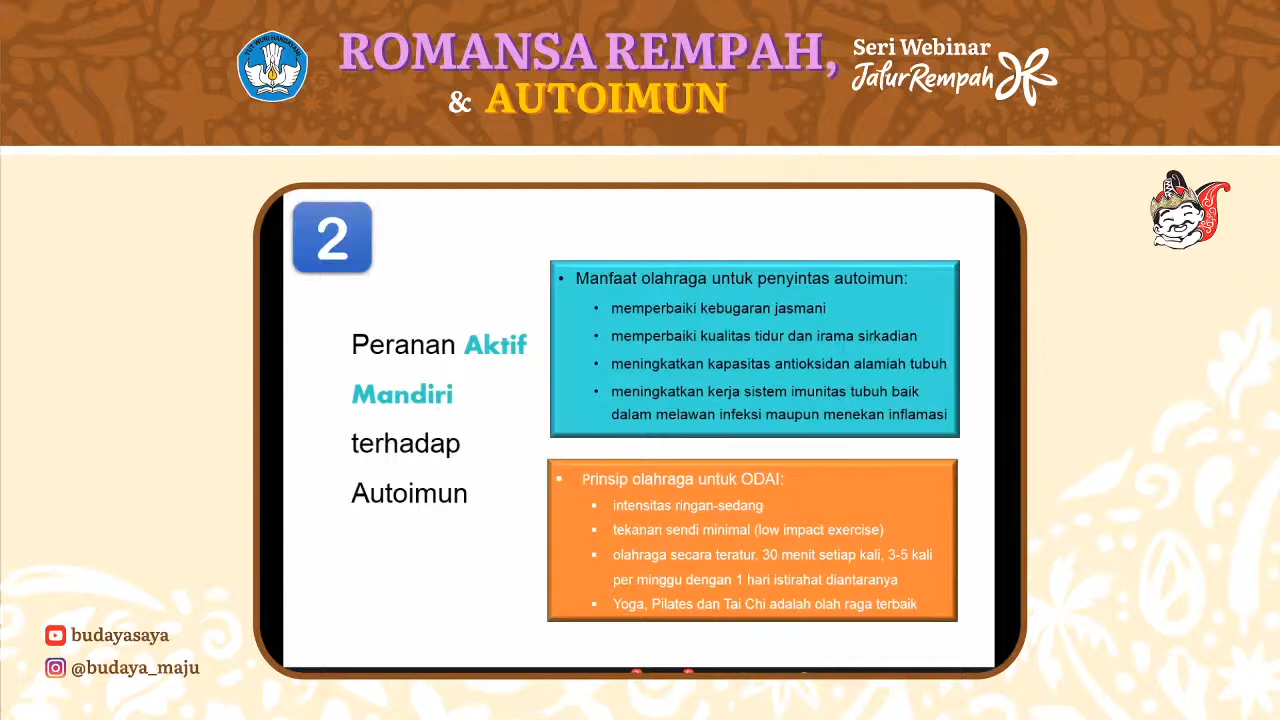 TUT WURI HANDAYANI
ROMANSA REMPAH,
& AUTOIMUN
Seri Webinar
JalurRempah
2
Peranan Aktif
Mandiri
terhadap
Autoimun
• Manfaat olahraga untuk penyintas autoimun:
• memperbaiki kebugaran jasmani
• memperbaiki kualitas tidur dan irama sirkadian
• meningkatkan kapasitas antioksidan alamiah tubuh
• meningkatkan kerja sistem imunitas tubuh baik
dalam melawan infeksi maupun menekan inflamasi
▪ Prinsip olahraga untuk ODAI:
▪ intensitas ringan-sedang
▪ tekanan sendi minimal (low impact exercise)
▪ olahraga secara teratur. 30 menit setiap kali, 3-5 kali
per minggu dengan 1 hari istirahat diantaranya
▪ Yoga, Pilates dan Tai Chi adalah olah raga terbaik
budayasaya
@budaya_maju